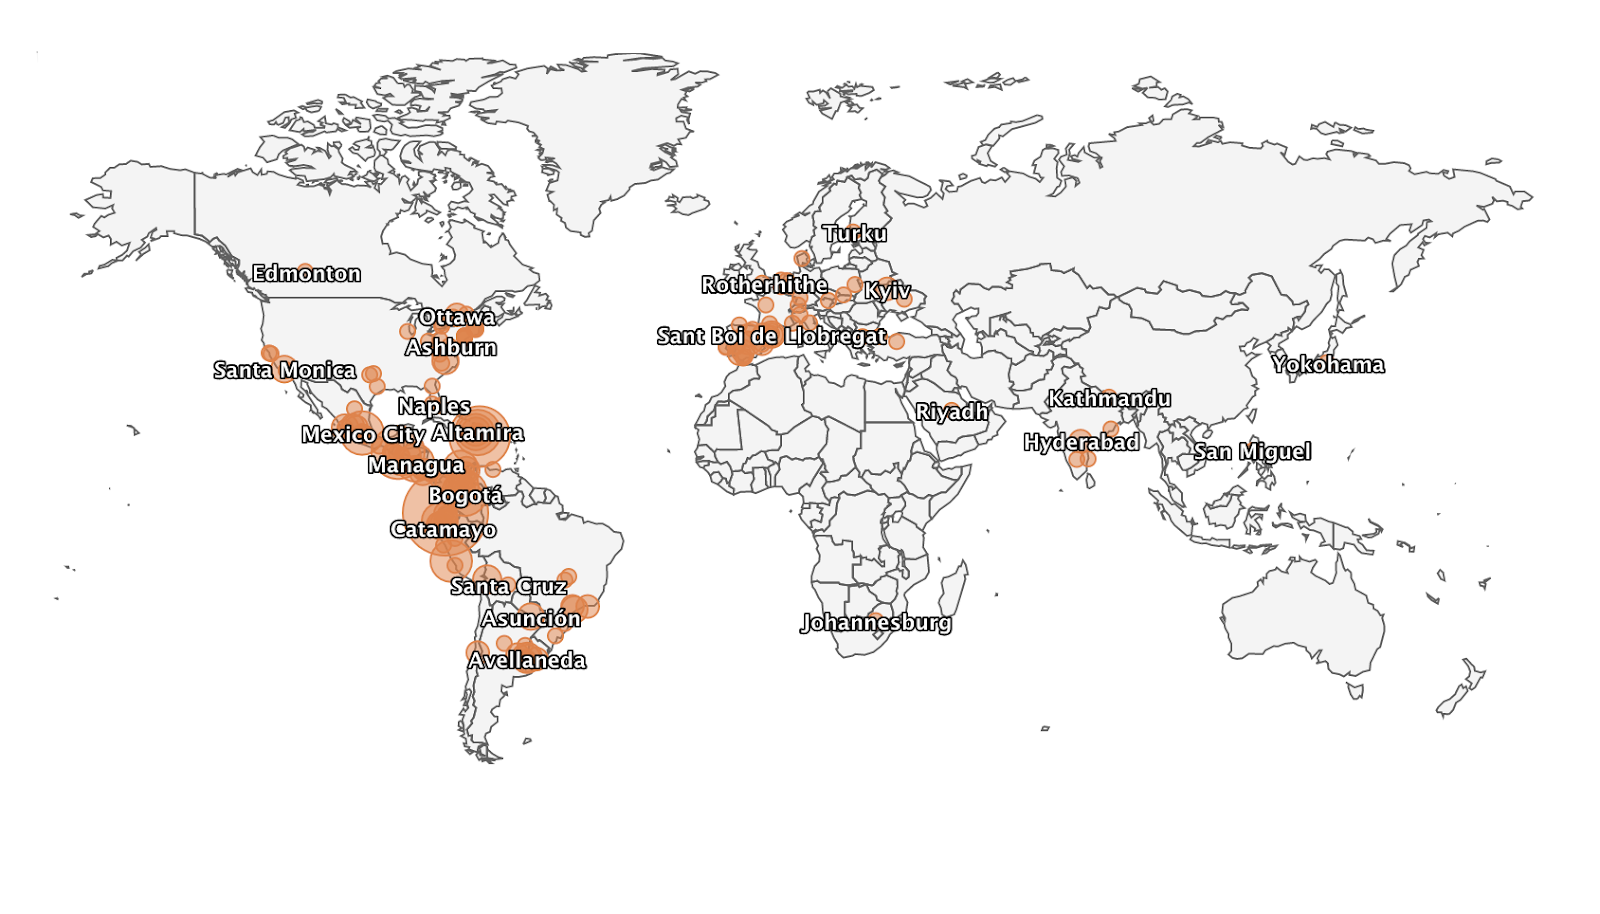 Turku
Edmonton
Rotherhithe
Kyiv
Ottawa
Sant Boi de Llobregat
Ashburn
Santa Monica
Yokohama
Kathmandu
Naples
Riyadh
Mexico City
Altamira
Hyderabad
San Miguel
Managua
Bogotá
Catamayo
Santa Cruz
Asunción
Johannesburg
Avellaneda